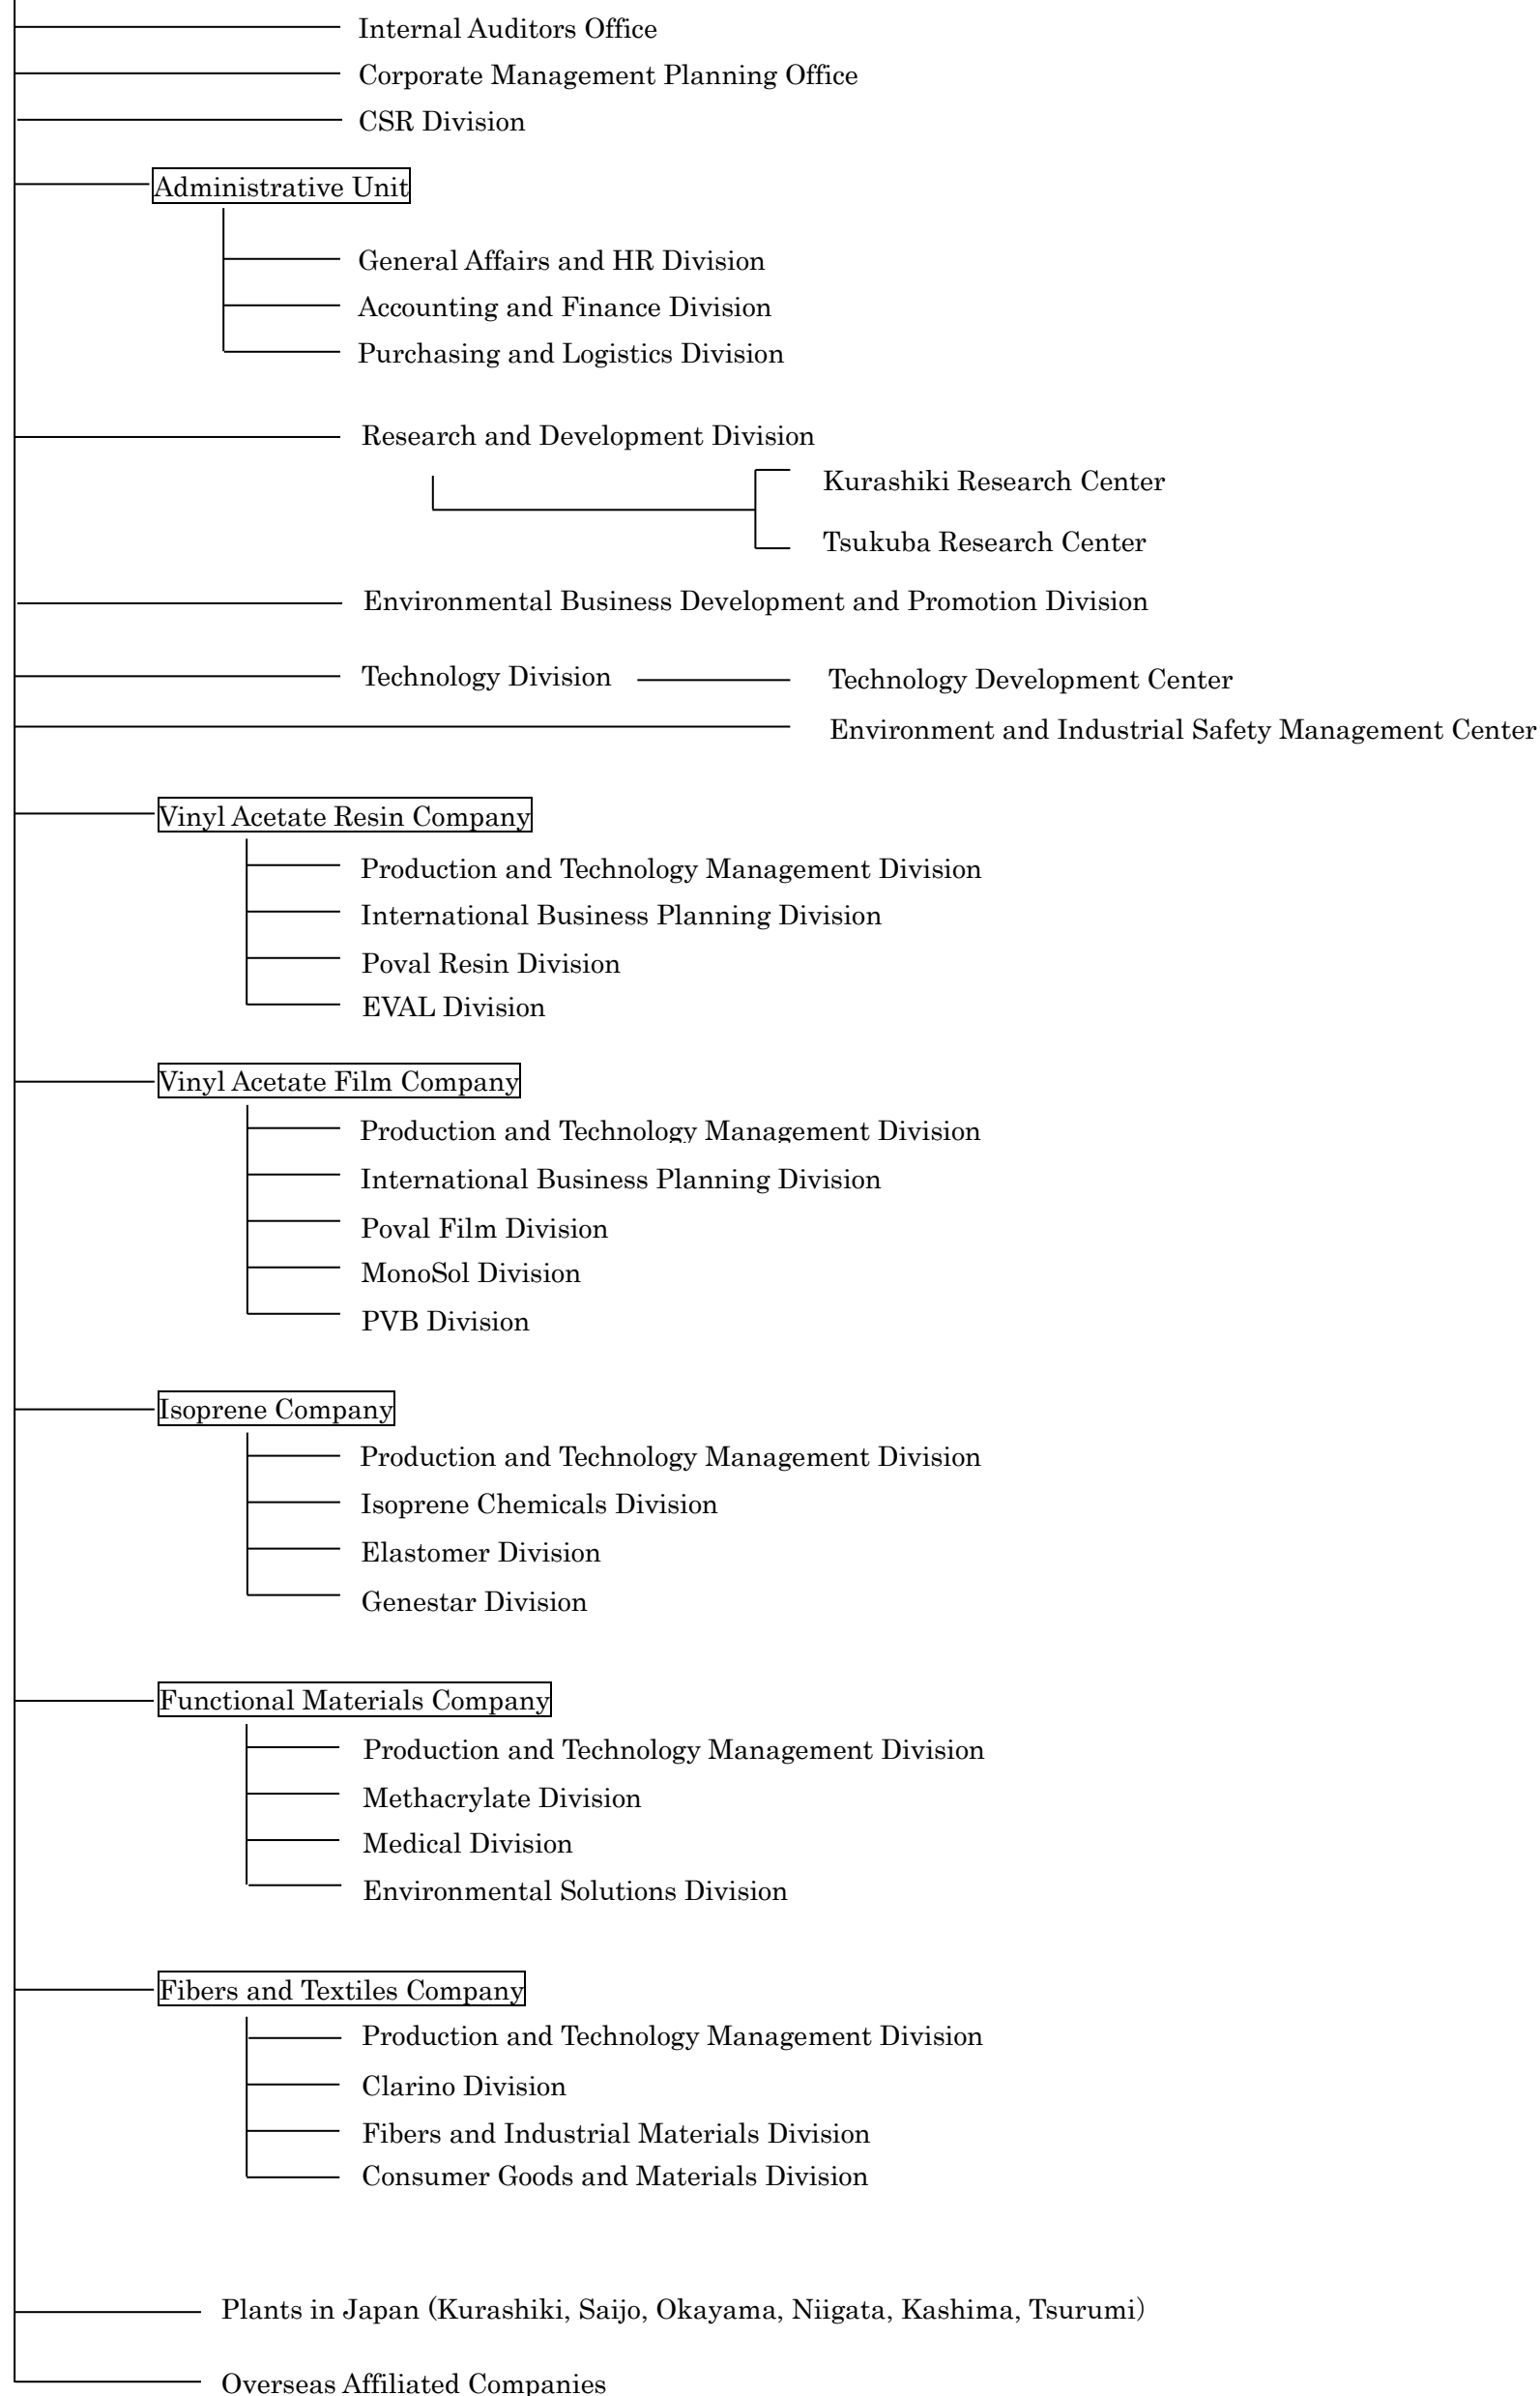 Internal Auditors Office
Corporate Management Planning Office
CSR Division
Administrative Unit
General Affairs and HR Division
Accounting and Finance Division
Purchasing and Logistics Division
Research and Development Division
Kurashiki Research Center
Tsukuba Research Center
Environmental Business Development and Promotion Division
Technology Division
Technology Development Center
Environment and Industrial Safety Management Center
Vinyl Acetate Resin Company
Production and Technology Management Division
International Business Planning Division
Poval Resin Division
EVAL Division
Vinyl Acetate Film Company
Production and Technology Management Division
International Business Planning Division
Poval Film Division
MonoSol Division
PVB Division
Isoprene Company
Production and Technology Management Division
Isoprene Chemicals Division
Elastomer Division
Genestar Division
Functional Materials Company
Production and Technology Management Division
Methacrylate Division
Medical Division
Environmental Solutions Division
Fibers and Textiles Company
Production and Technology Management Division
Clarino Division
Fibers and Industrial Materials Division
Consumer Goods and Materials Division
Plants in Japan (Kurashiki, Saijo, Okayama, Niigata, Kashima, Tsurumi)
Overseas Affiliated Companies